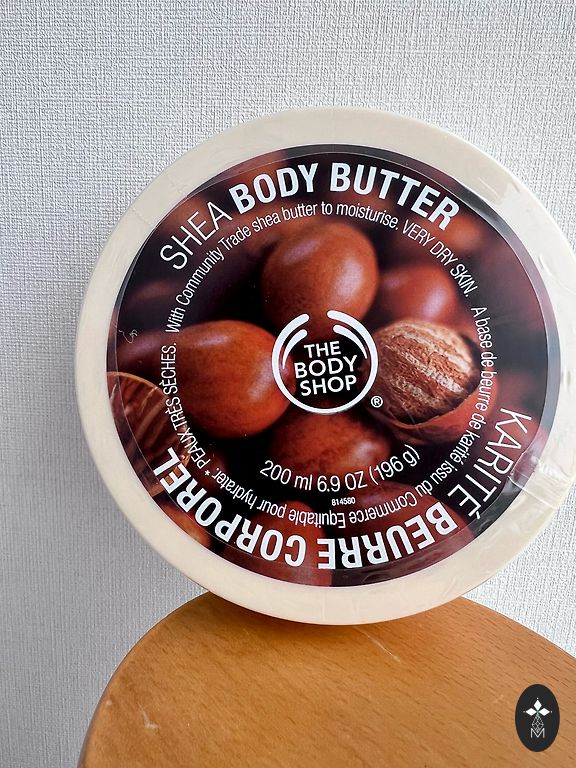 SHEA BODY BUTTER
With Community Trade shea butter to moisturise. VERY DRY SKIN.
THE
BODY
SHOP
®
200 ml 6.9 OZ (196 g)
814580
KARITÉ BEURRE CORPOREL
A base de beurre de karité issu du Commerce Equitable pour hydrater.* PEAUX TRÈS SÈCHES.
M